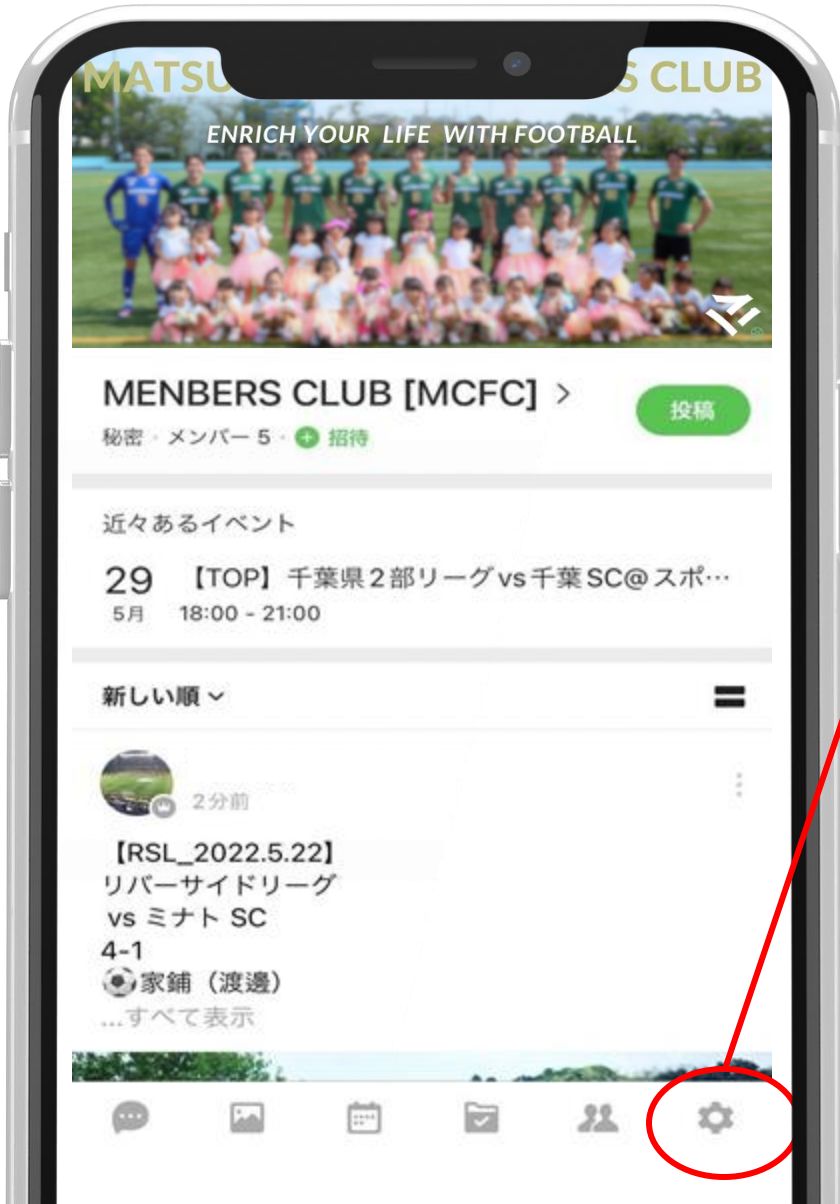 MATSU S CLUB
ENRICH YOUR LIFE WITH FOOTBALL
MENBERS CLUB [MCFC] >
投稿
秘密・メンバー 5・招待
近々あるイベント
29 【TOP】千葉県2部リーグvs千葉SC@スポ…
5月 18:00 - 21:00
新しい順
2分前
【RSL_2022.5.22】
リバーサイドリーグ
vs ミナト SC
4-1
⚽家鋪（渡邊）
...すべて表示